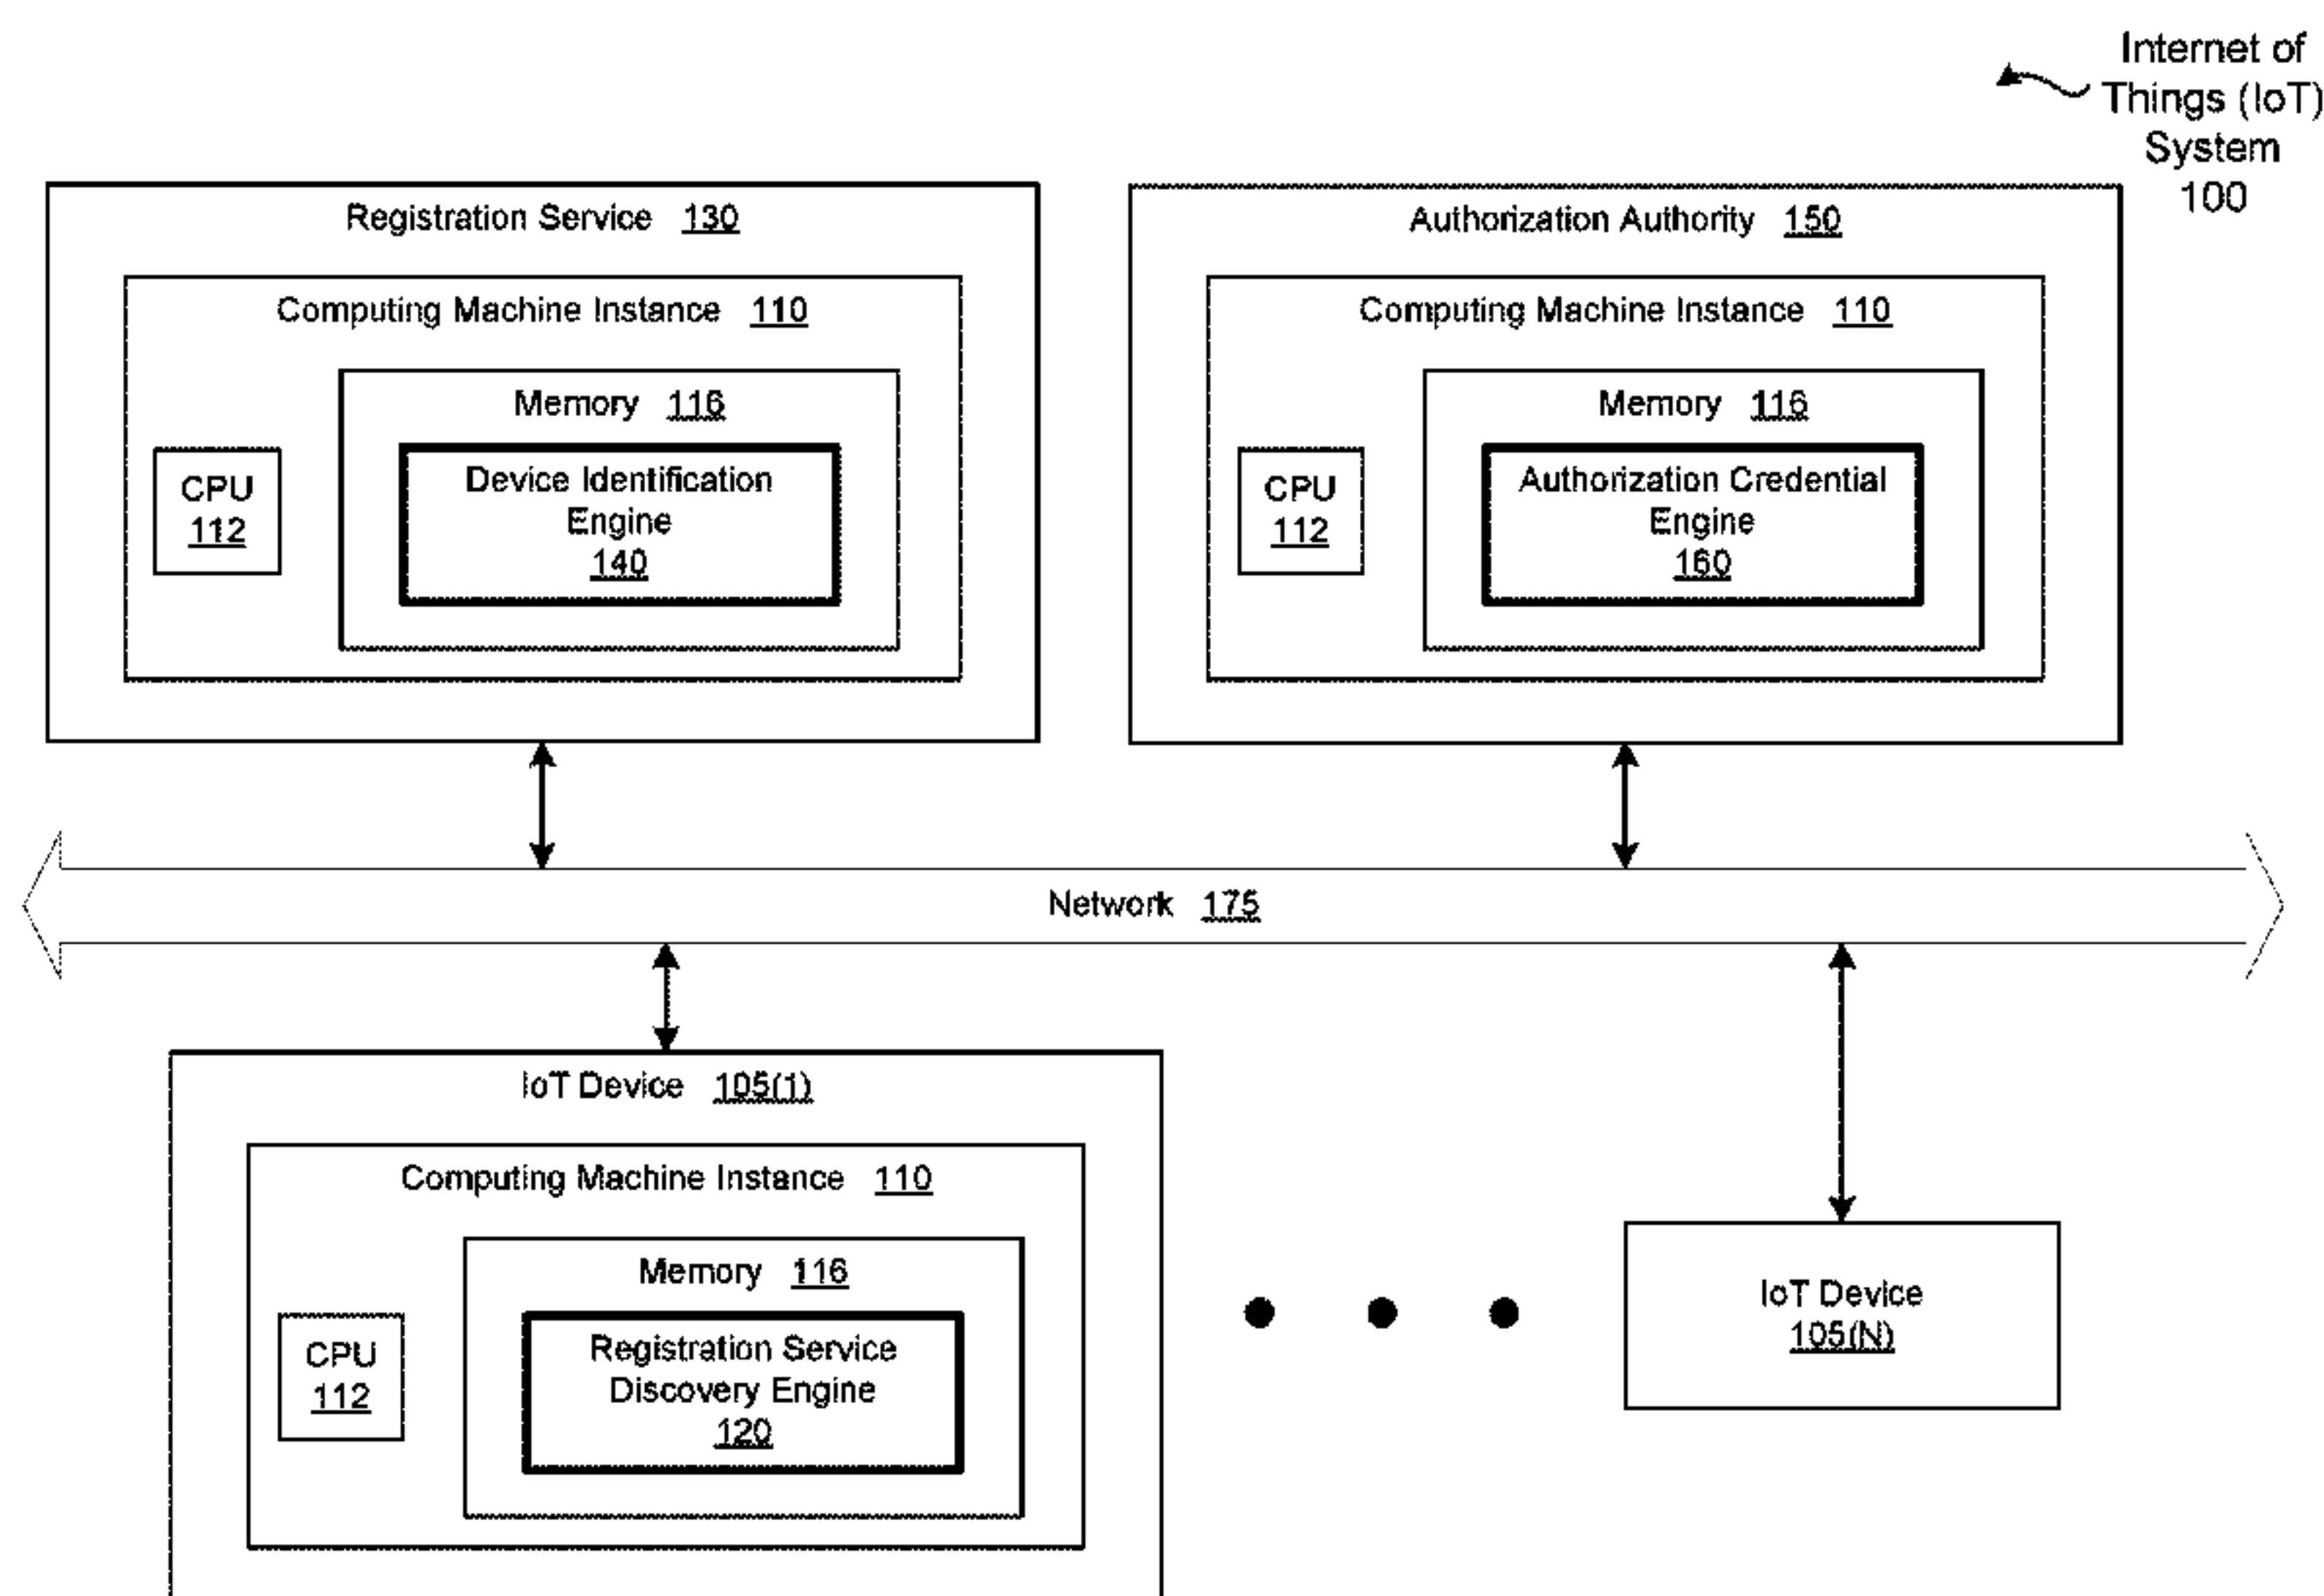 Internet of
Things (IoT)
System
100
Registration Service 130
Computing Machine Instance 110
Memory 116
CPU
112
Device Identification
Engine
140
Authorization Authority 150
Computing Machine Instance 110
Memory 116
CPU
112
Authorization Credential
Engine
160
Network 175
IoT Device 105(1)
Computing Machine Instance 110
Memory 116
CPU
112
Registration Service
Discovery Engine
120
IoT Device
105(N)